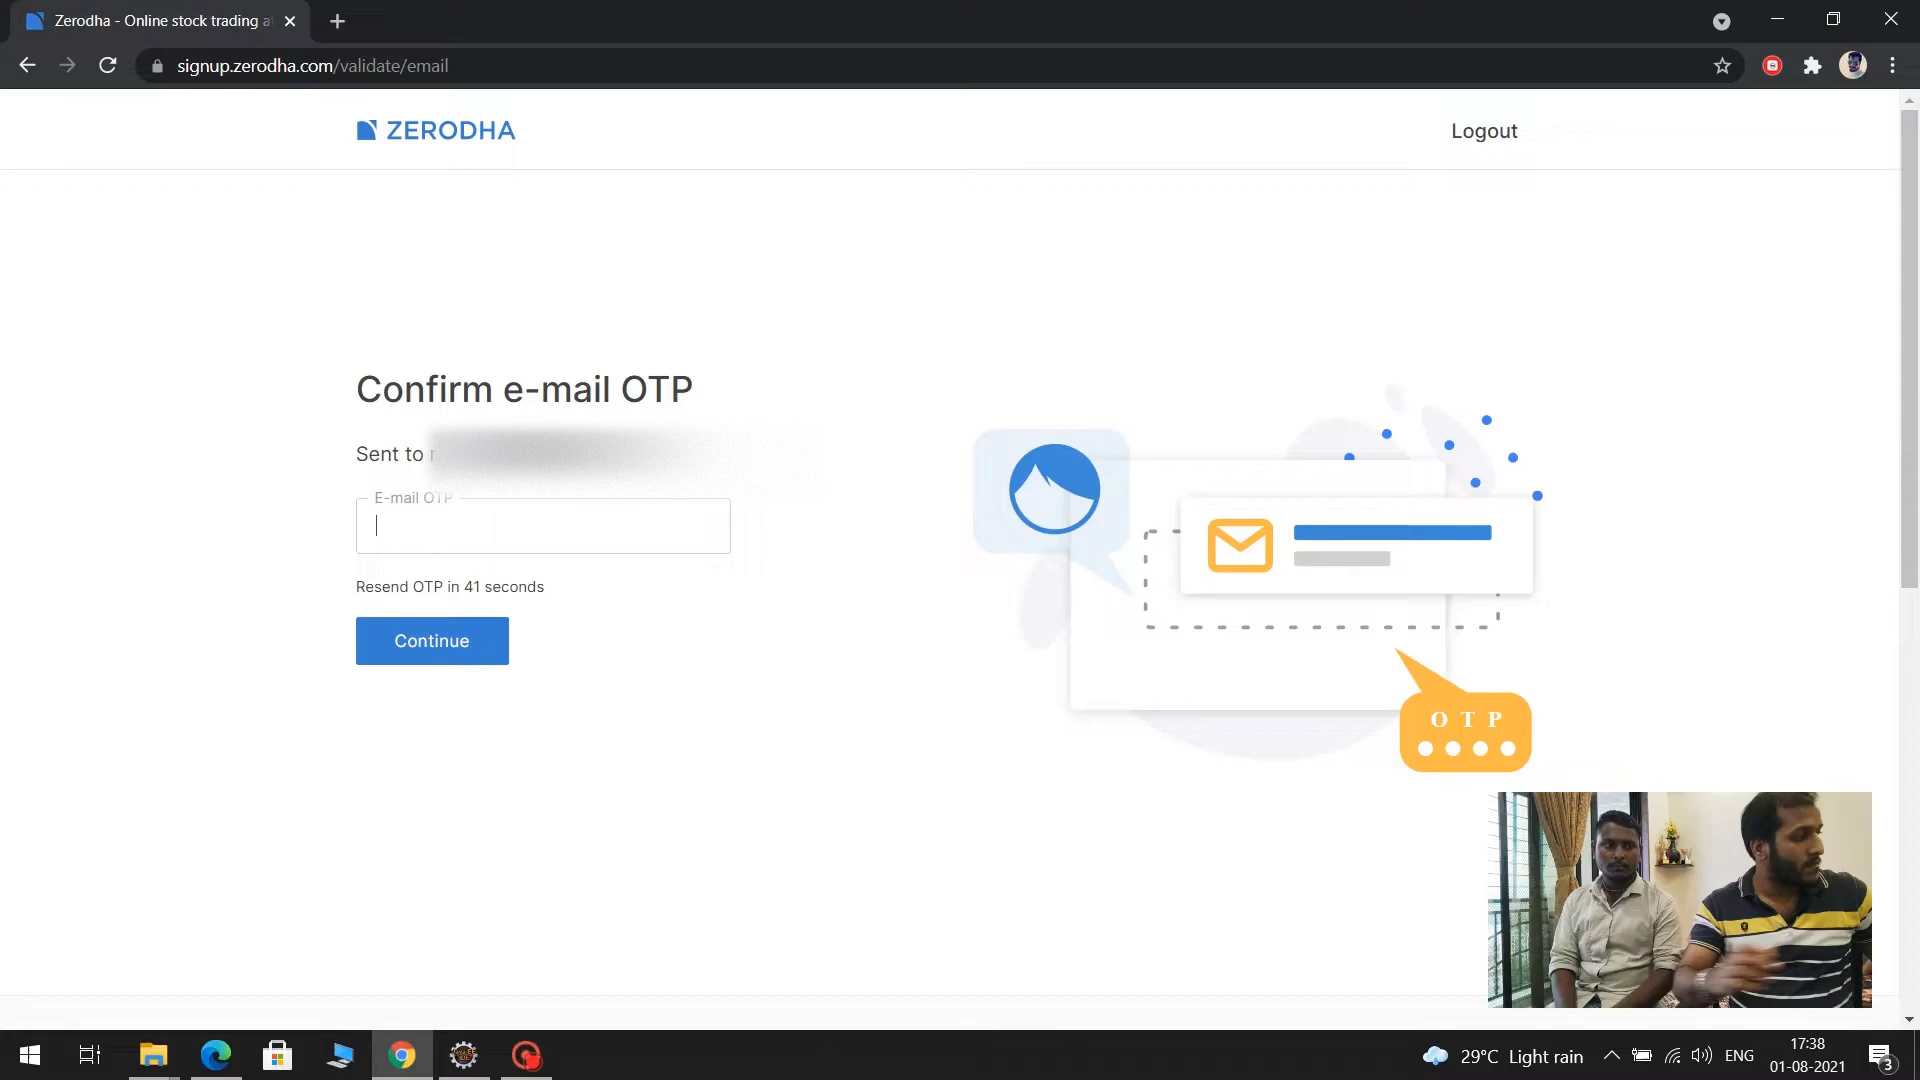 Zerodha - Online stock trading a
signup.zerodha.com/validate/email
ZERODHA
Logout
Confirm e-mail OTP
Sent to
E-mail OTP
Resend OTP in 41 seconds
Continue
O T P
29°C Light rain
ENG
17:38
01-08-2021
3